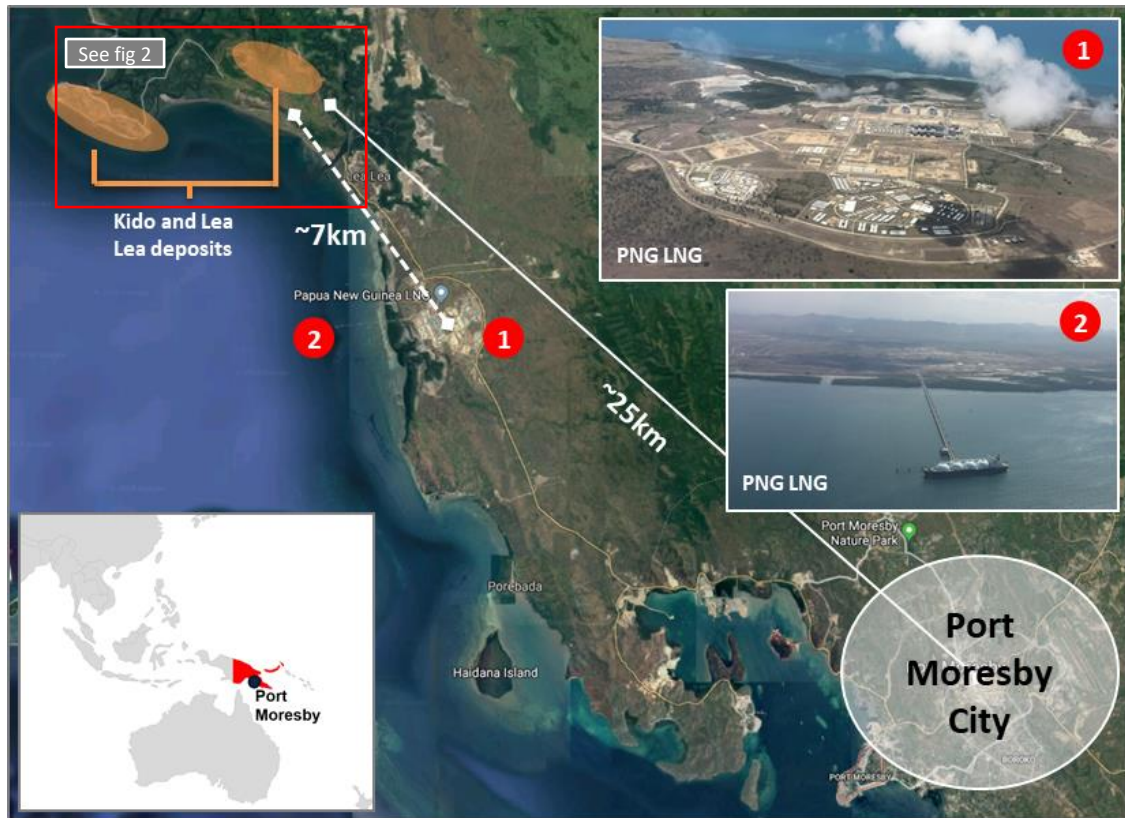 See fig 2
1
Kido and Lea
Lea deposits
Lea Lea
~7km
PNG LNG
Papua New Guinea LNG
2
1
2
~25km
PNG LNG
Port Moresby
Nature Park
Porebada
Haidana Island
Port
Moresby
City
Port
Moresby
BOROKO
PORT MORESBY